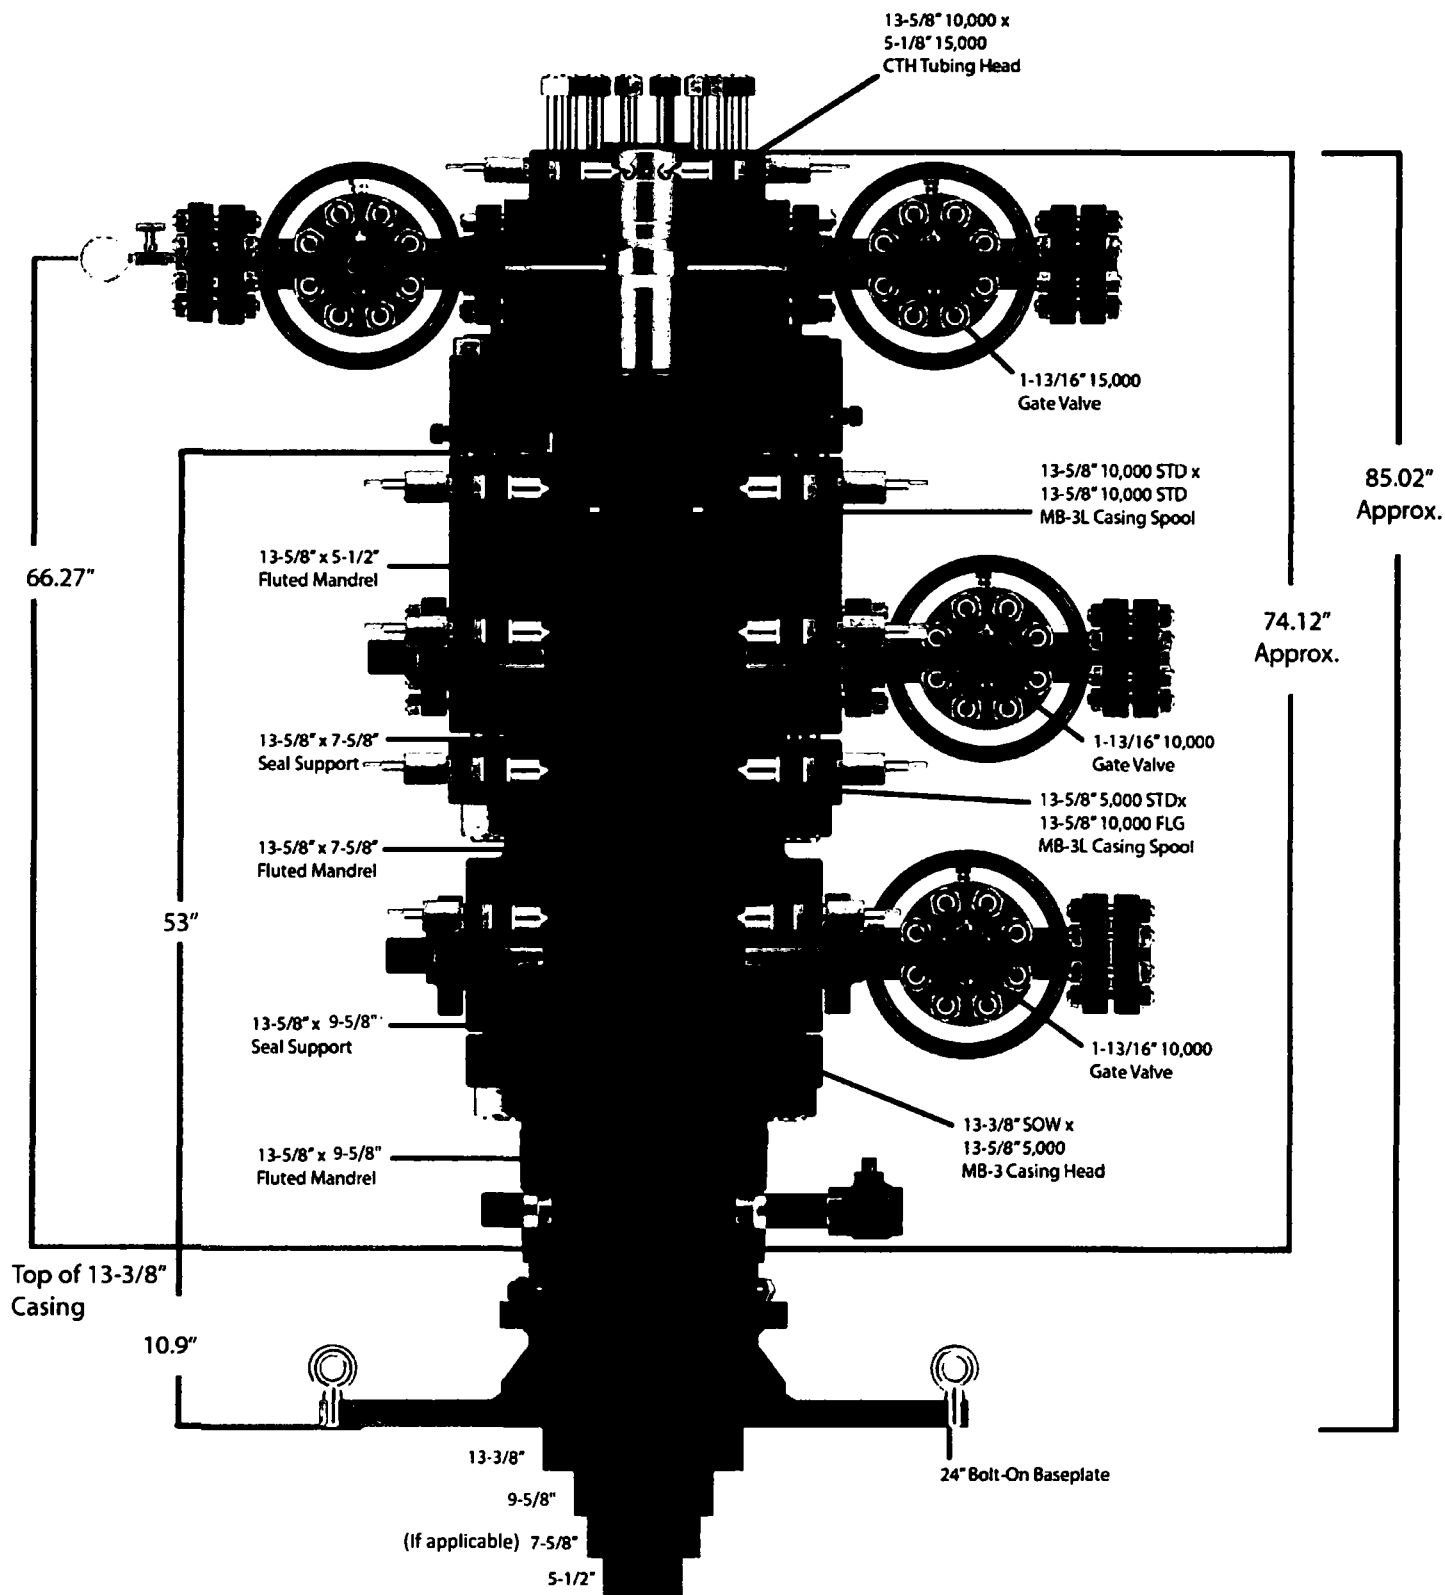 13-5/8" 10,000 x
5-1/8" 15,000
CTH Tubing Head
1-13/16" 15,000
Gate Valve
13-5/8" 10,000 STD x
13-5/8" 10,000 STD
MB-3L Casing Spool
85.02"
Approx.
13-5/8" x 5-1/2"
Fluted Mandrel
66.27"
74.12"
Approx.
13-5/8" x 7-5/8"
Seal Support
1-13/16" 10,000
Gate Valve
13-5/8" 5,000 STDx
13-5/8" 10,000 FLG
MB-3L Casing Spool
13-5/8" x 7-5/8"
Fluted Mandrel
53"
13-5/8" x 9-5/8"
Seal Support
1-13/16" 10,000
Gate Valve
13-3/8" SOW x
13-5/8" 5,000
MB-3 Casing Head
13-5/8" x 9-5/8"
Fluted Mandrel
Top of 13-3/8"
Casing
10.9"
13-3/8"
24" Bolt-On Baseplate
9-5/8"
(If applicable) 7-5/8"
5-1/2"